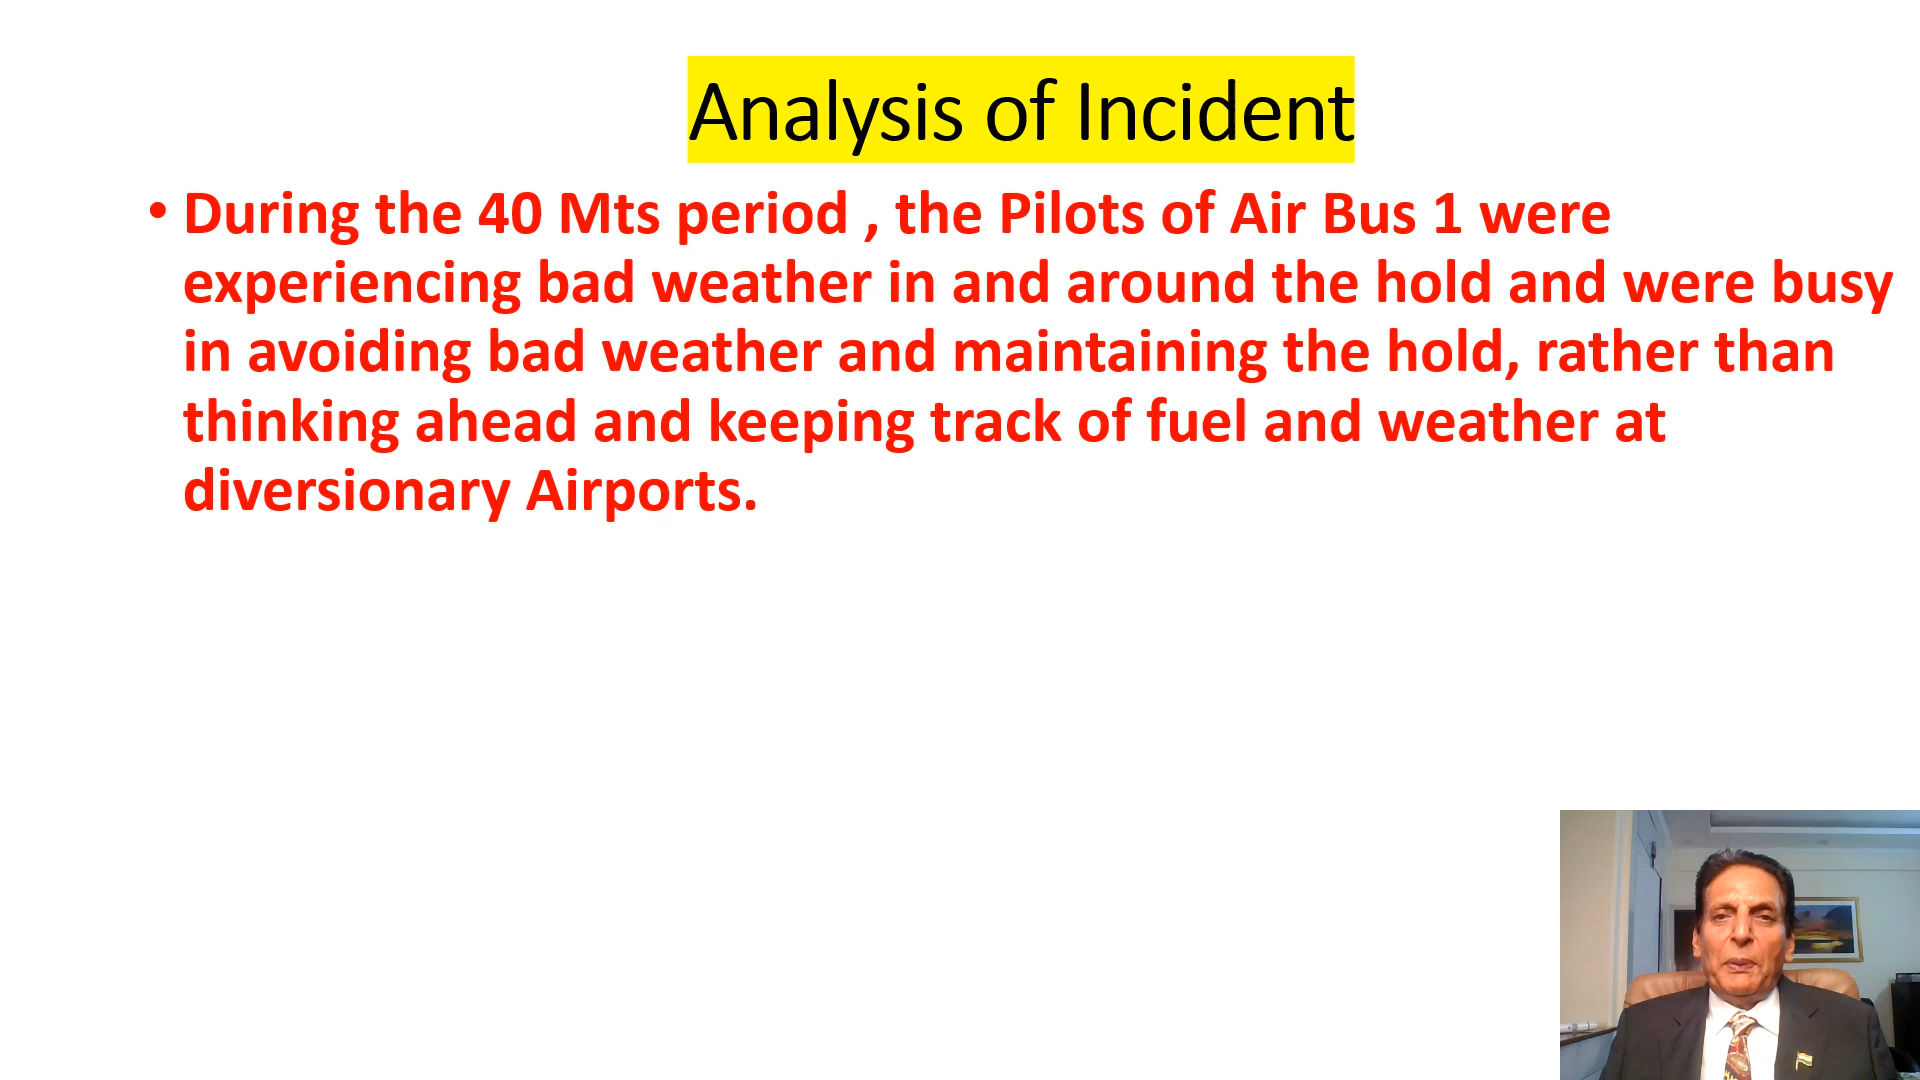 Analysis of Incident
• During the 40 Mts period , the Pilots of Air Bus 1 were
experiencing bad weather in and around the hold and were busy
in avoiding bad weather and maintaining the hold, rather than
thinking ahead and keeping track of fuel and weather at
diversionary Airports.